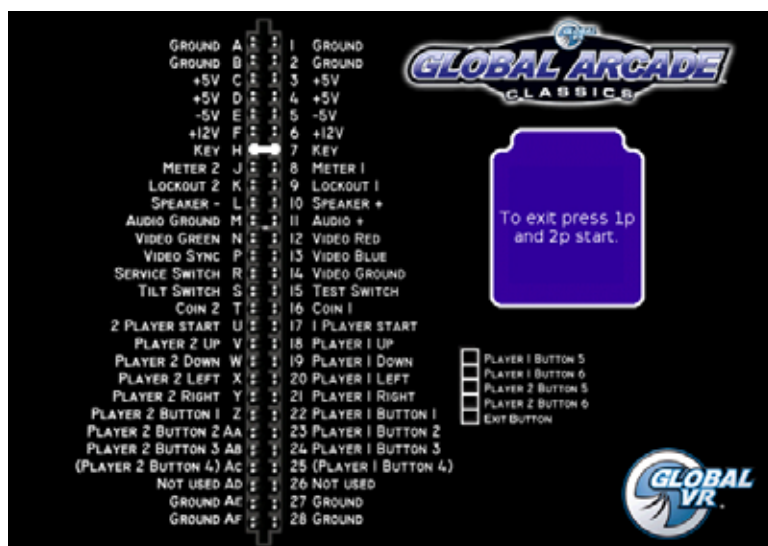 GROUND A 1 GROUND
GROUND B 2 GROUND
+5V C 3 +5V
+5V D 4 +5V
-5V E 5 -5V
+12V F 6 +12V
KEY H 7 KEY
METER 2 J 8 METER 1
LOCKOUT 2 K 9 LOCKOUT 1
SPEAKER - L 10 SPEAKER +
AUDIO GROUND M 11 AUDIO +
VIDEO GREEN N 12 VIDEO RED
VIDEO SYNC P 13 VIDEO BLUE
SERVICE SWITCH R 14 VIDEO GROUND
TILT SWITCH S 15 TEST SWITCH
COIN 2 T 16 COIN 1
2 PLAYER START U 17 1 PLAYER START
PLAYER 2 UP V 18 PLAYER 1 UP
PLAYER 2 DOWN W 19 PLAYER 1 DOWN
PLAYER 2 LEFT X 20 PLAYER 1 LEFT
PLAYER 2 RIGHT Y 21 PLAYER 1 RIGHT
PLAYER 2 BUTTON 1 Z 22 PLAYER 1 BUTTON 1
PLAYER 2 BUTTON 2 AA 23 PLAYER 1 BUTTON 2
PLAYER 2 BUTTON 3 AB 24 PLAYER 1 BUTTON 3
(PLAYER 2 BUTTON 4) AC 25 (PLAYER 1 BUTTON 4)
NOT USED AD 26 NOT USED
GROUND AE 27 GROUND
GROUND AF 28 GROUND
GLOBAL ARCADE
CLASSICS
To exit press 1p
and 2p start.
PLAYER 1 BUTTON 5
PLAYER 1 BUTTON 6
PLAYER 2 BUTTON 5
PLAYER 2 BUTTON 6
EXIT BUTTON
GLOBAL
VR